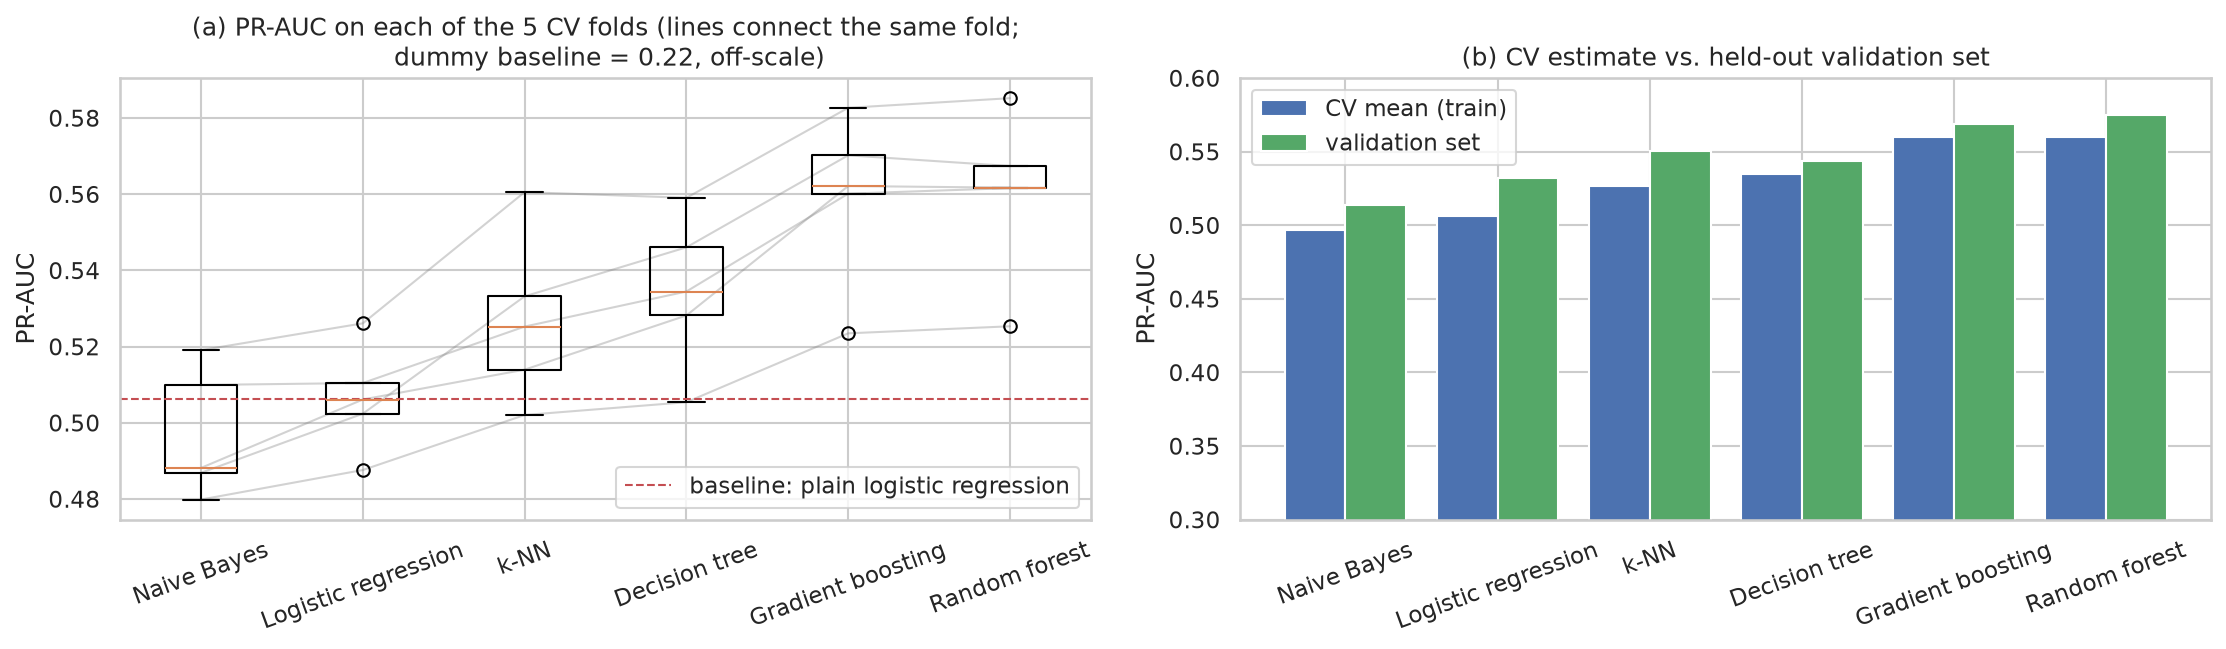 (a) PR-AUC on each of the 5 CV folds (lines connect the same fold;
dummy baseline = 0.22, off-scale)
PR-AUC
0.58
0.56
0.54
0.52
0.50
0.48
baseline: plain logistic regression
Naive Bayes
Logistic regression
k-NN
Decision tree
Gradient boosting
Random forest
(b) CV estimate vs. held-out validation set
PR-AUC
0.60
0.55
0.50
0.45
0.40
0.35
0.30
CV mean (train)
validation set
Naive Bayes
Logistic regression
k-NN
Decision tree
Gradient boosting
Random forest